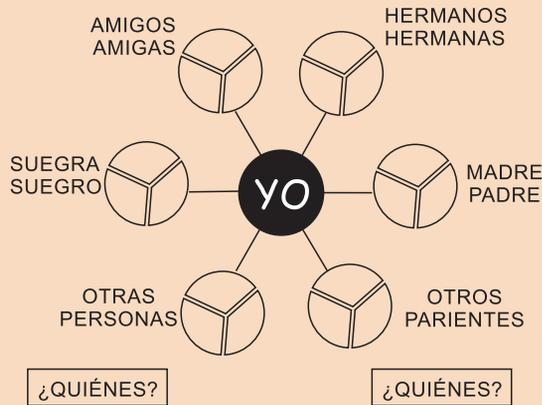 AMIGOS
AMIGAS
HERMANOS
HERMANAS
SUEGRA
SUEGRO
YO
MADRE
PADRE
OTRAS
PERSONAS
OTROS
PARIENTES
¿QUIÉNES?
¿QUIÉNES?